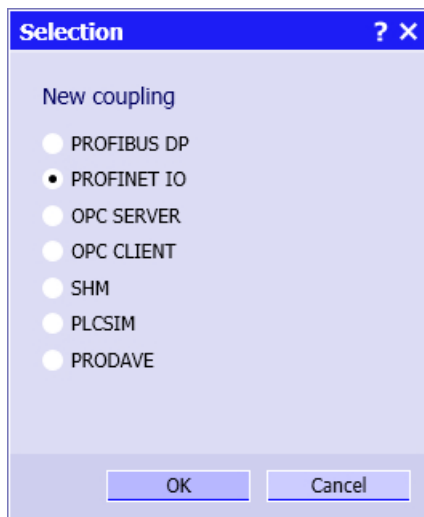 Selection ? ×
New coupling
PROFIBUS DP
PROFINET IO
OPC SERVER
OPC CLIENT
SHM
PLCSIM
PRODAVE
OK Cancel